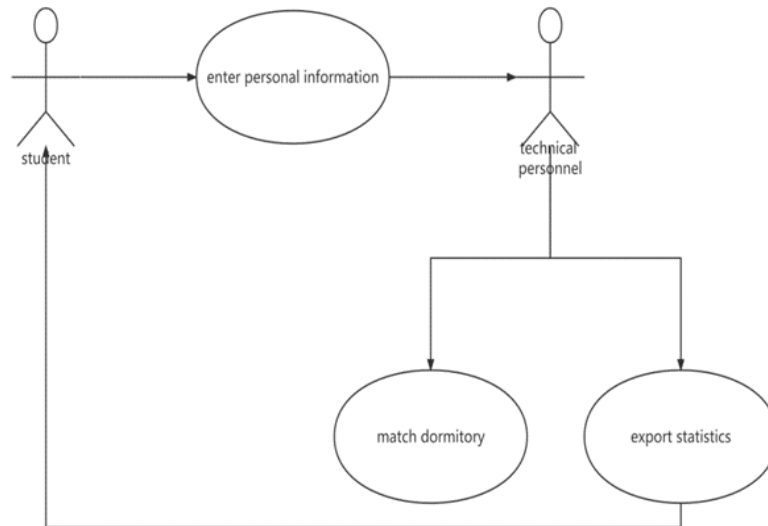 enter personal information
student
technical
personnel
match dormitory
export statistics